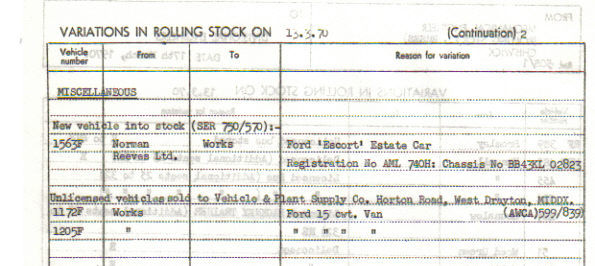 VARIATIONS IN ROLLING STOCK ON 13.3.70 (Contination) 2
Vehicle number From To Reason for variation
MISCELLANEOUS
New vehicle into stock (SER 750/570):-
1563F Norman Works Ford 'Escort' Estate Car
Reeves Ltd. Registration No AML 740H: Chassis No BB43KL 02823
Unlicensed vehicles sold to Vehicle & Plant Supply Co. Horton Road, West Drayton, MIDDX.
1172F Works Ford 15 cwt. Van (AWCA)599/839)
1205F " " " " "